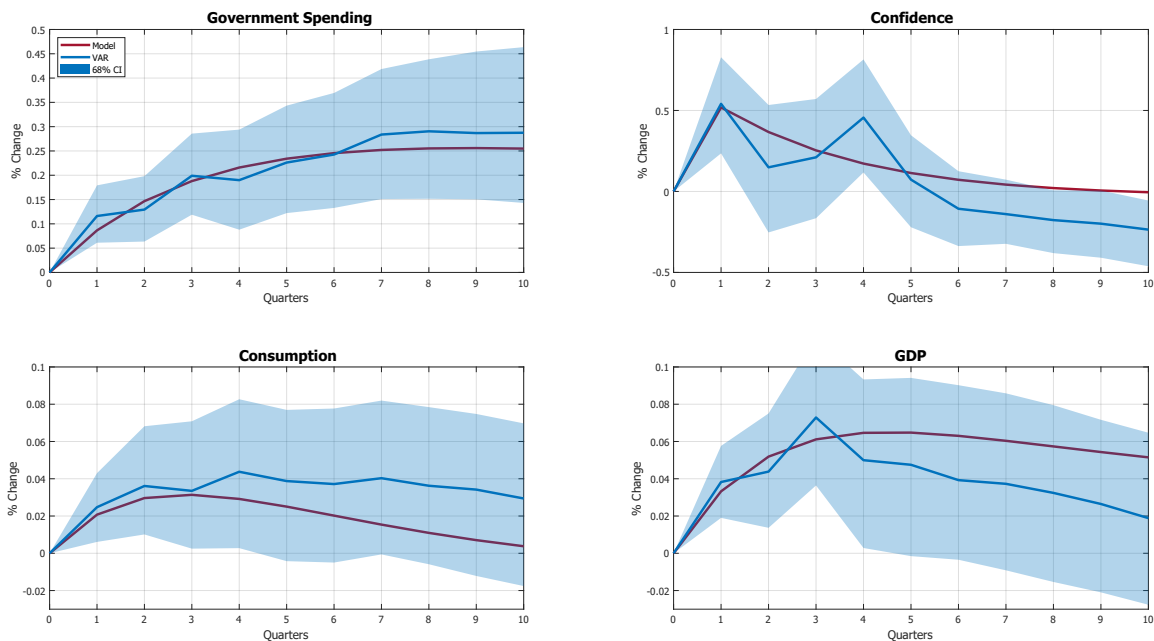 Government Spending
0.5
0.45
0.4
0.35
0.3
0.25
0.2
0.15
0.1
0.05
0
% Change
Model
VAR
68% CI
0 1 2 3 4 5 6 7 8 9 10
Quarters
Confidence
1
0.5
0
-0.5
% Change
0 1 2 3 4 5 6 7 8 9 10
Quarters
Consumption
0.1
0.08
0.06
0.04
0.02
0
-0.02
% Change
0 1 2 3 4 5 6 7 8 9 10
Quarters
GDP
0.1
0.08
0.06
0.04
0.02
0
-0.02
% Change
0 1 2 3 4 5 6 7 8 9 10
Quarters